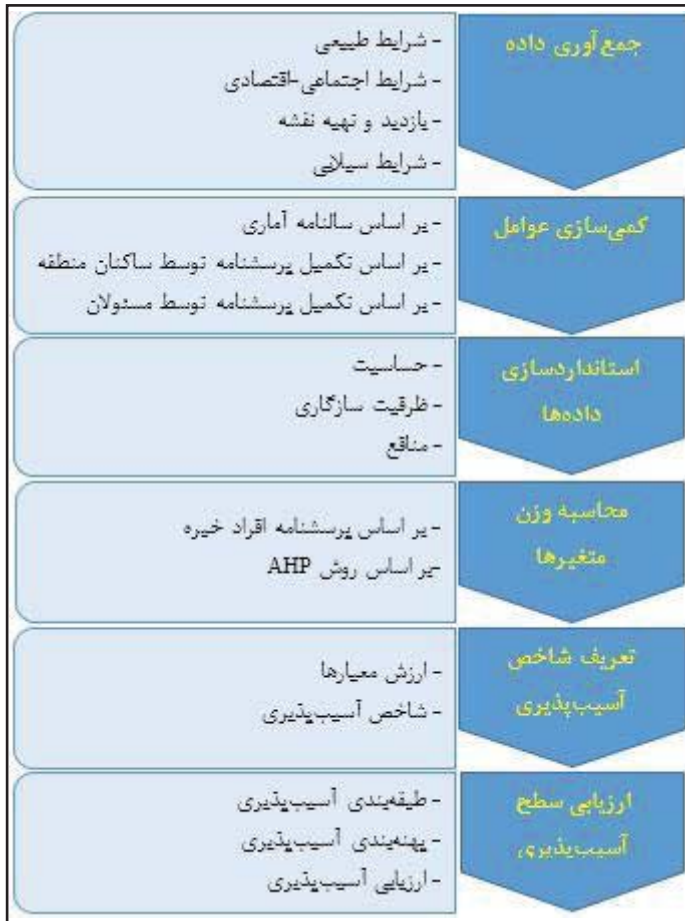 جمع‌آوری داده
- شرایط طبیعی
- شرایط اجتماعی-اقتصادی
- بازدید و تهیه نقشه
- شرایط سیلابی
کمی‌سازی عوامل
- بر اساس سالنامه آماری
- بر اساس تکمیل پرسشنامه توسط ساکنان منطقه
- بر اساس تکمیل پرسشنامه توسط مسئولان
استانداردسازی
داده‌ها
- حساسیت
- ظرفیت سازگاری
- منافع
محاسبه وزن
متغیرها
- بر اساس پرسشنامه افراد خبره
-بر اساس روش AHP
تعریف شاخص
آسیب‌پذیری
- ارزش معیارها
- شاخص آسیب‌پذیری
ارزیابی سطح
آسیب‌پذیری
- طبقه‌بندی آسیب‌پذیری
- پهنه‌بندی آسیب‌پذیری
- ارزیابی آسیب‌پذیری